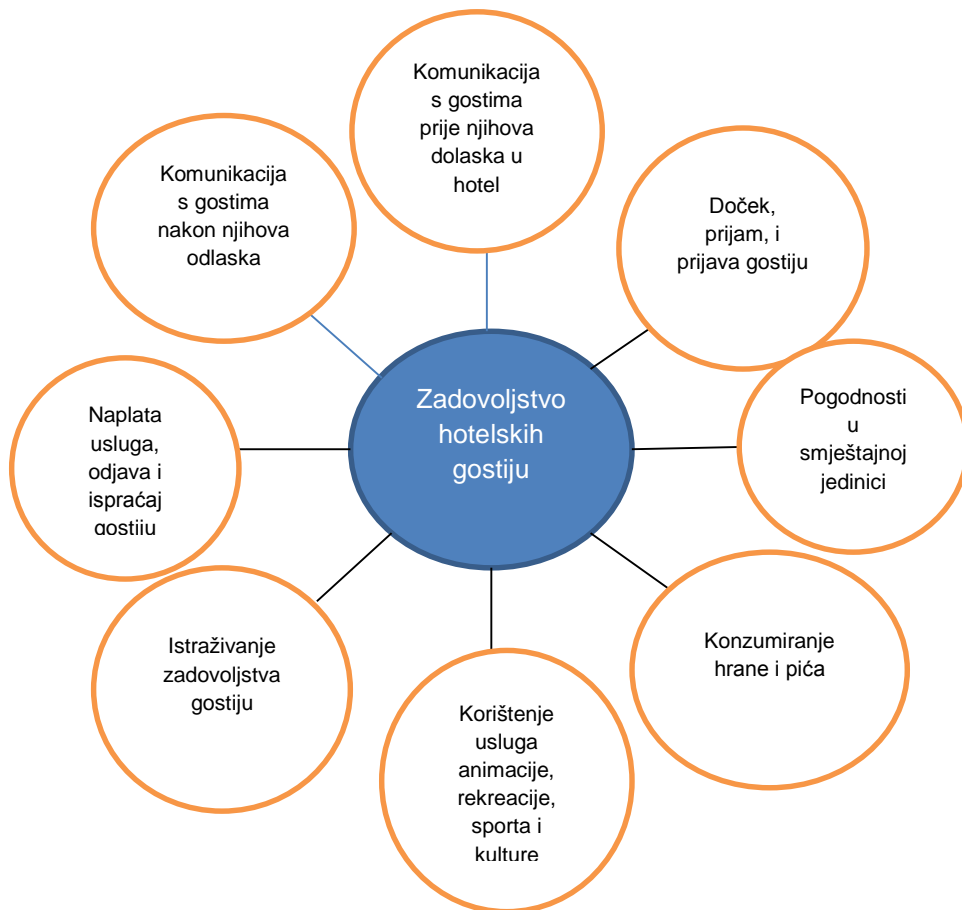 Komunikacija
s gostima
prije njihova
dolaska u
hotel
Doček,
prijam, i
prijava gostiju
Pogodnosti
u
smještajnoj
jedinici
Konzumiranje
hrane i pića
Korištenje
usluga
animacije,
rekreacije,
sporta i
kulture
Istraživanje
zadovoljstva
gostiju
Naplata
usluga,
odjava i
ispraćaj
gostiju
Komunikacija
s gostima
nakon njihova
odlaska
Zadovoljstvo
hotelskih
gostiju